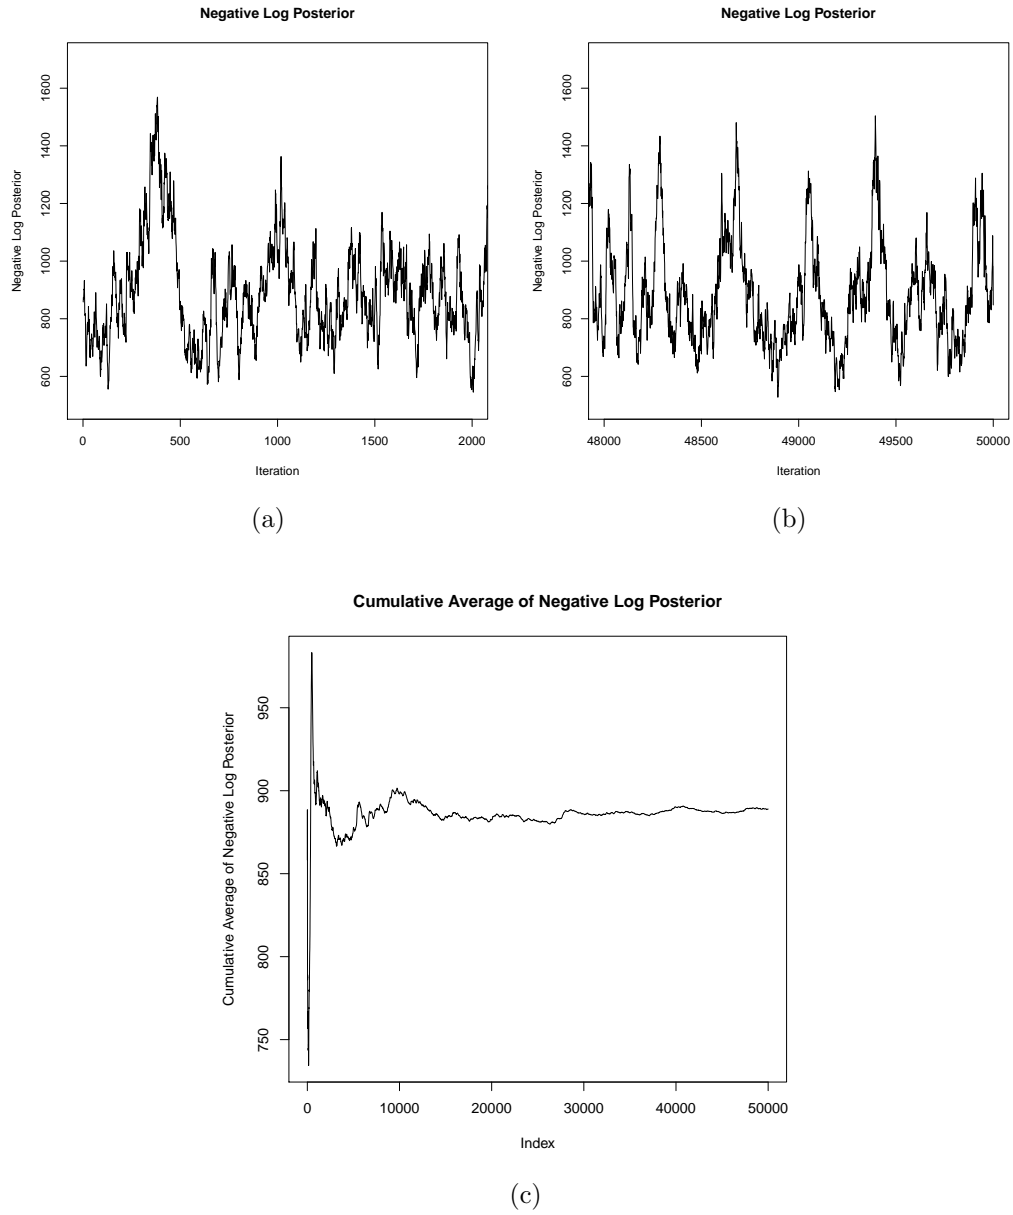 Negative Log Posterior
Negative Log Posterior
1600
1400
1200
1000
800
600
0 500 1000 1500 2000
Iteration
(a)
Negative Log Posterior
Negative Log Posterior
1600
1400
1200
1000
800
600
48000 48500 49000 49500 50000
Iteration
(b)
Cumulative Average of Negative Log Posterior
Cumulative Average of Negative Log Posterior
950
900
850
800
750
0 10000 20000 30000 40000 50000
Index
(c)